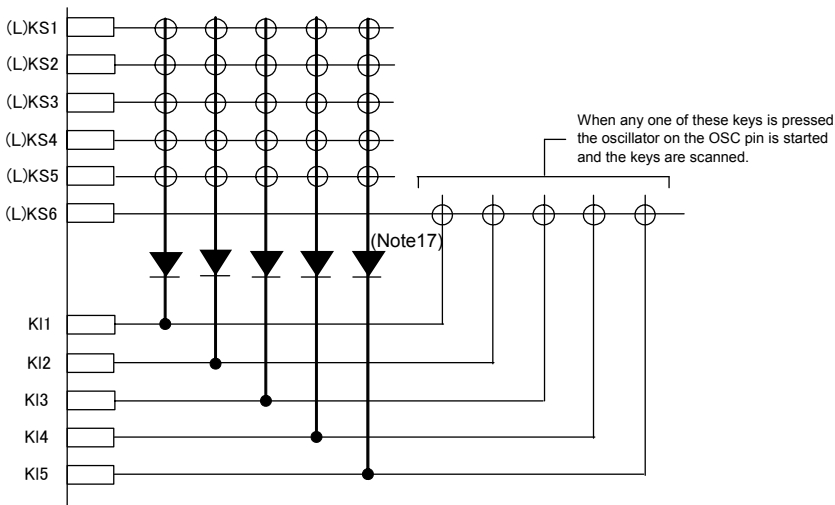 (L)KS1
(L)KS2
(L)KS3
(L)KS4
(L)KS5
(L)KS6
When any one of these keys is pressed
the oscillator on the OSC pin is started
and the keys are scanned.
(Note17)
KI1
KI2
KI3
KI4
KI5